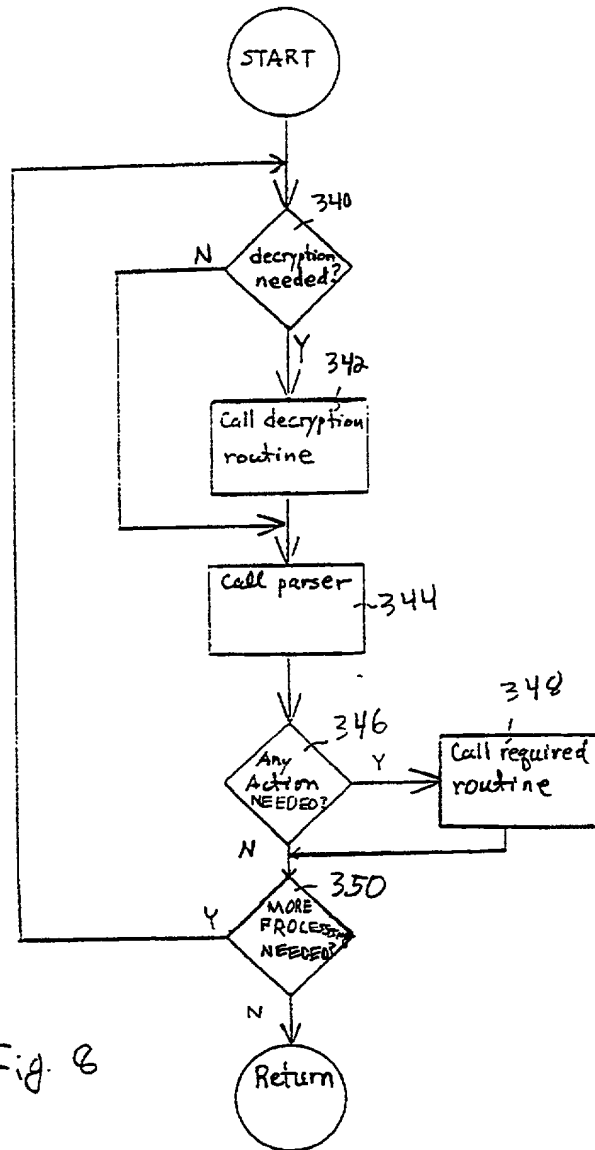 START
340
decryption
needed?
N
Y
342
Call decryption
routine
Call parser
344
346
Any
Action
NEEDED?
Y
348
Call required
routine
N
350
MORE
PROCESSING
NEEDED?
Y
N
Return
Fig. 8